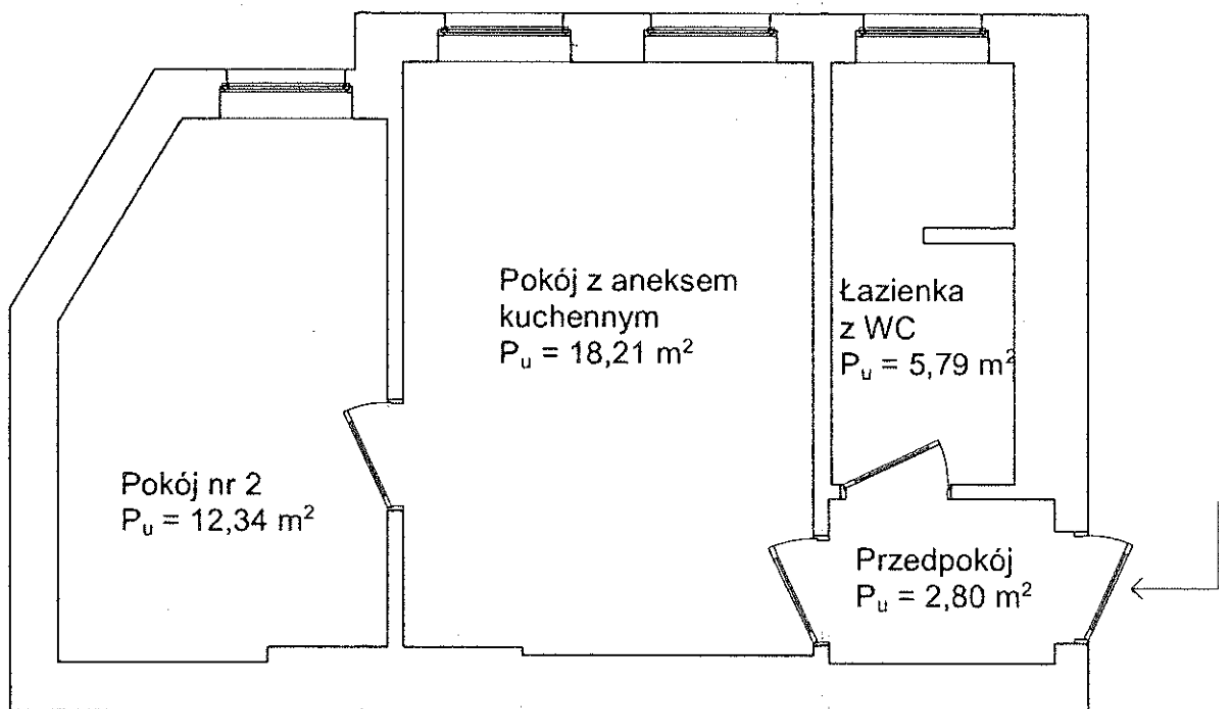 Pokój z aneksem
kuchennym
Pu = 18,21 m²
Łazienka
z WC
Pu = 5,79 m²
Pokój nr 2
Pu = 12,34 m²
Przedpokój
Pu = 2,80 m²